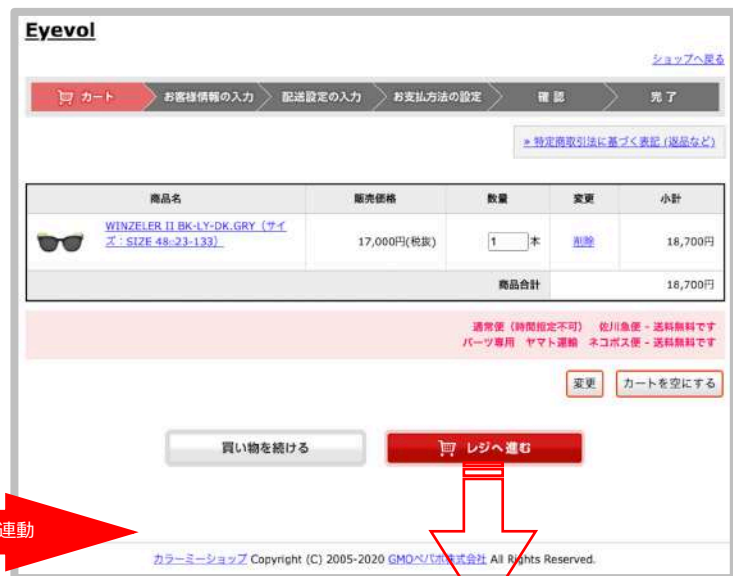 Eyevol
ショップへ戻る
カート お客様情報の入力 配送設定の入力 お支払方法の設定 確認 完了
» 特定商取引法に基づく表記 (返品など)
商品名 販売価格 数量 変更 小計
WINZELER II BK-LY-DK.GRY（サイ
ズ：SIZE 48□23-133） 17,000円(税抜) 1 本 削除 18,700円
商品合計 18,700円
通常便（時間指定不可） 佐川急便 - 送料無料です
パーツ専用 ヤマト運輸 ネコポス便 - 送料無料です
変更 カートを空にする
買い物を続ける レジへ進む
連動
カラーミーショップ Copyright (C) 2005-2020 GMOペパボ株式会社 All Rights Reserved.